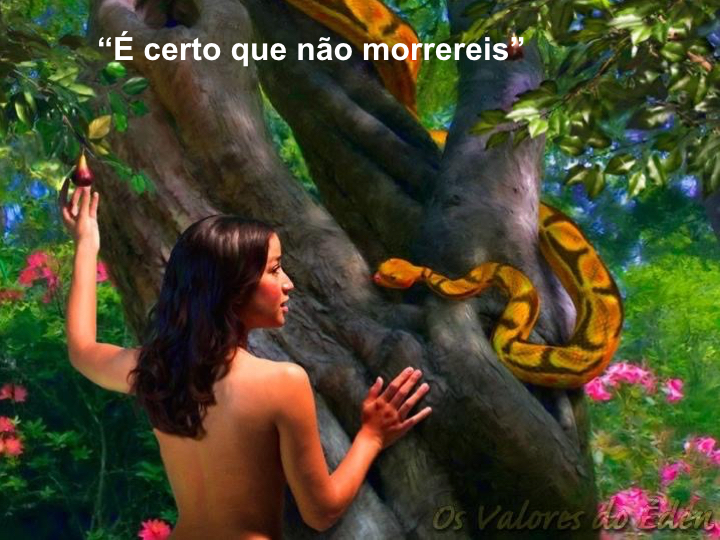 “É certo que não morrereis”
Os Valores do Éden